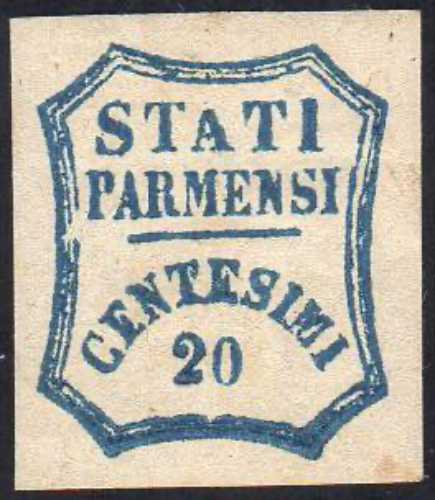 STATI
PARMENSI
CENTESIMI
20